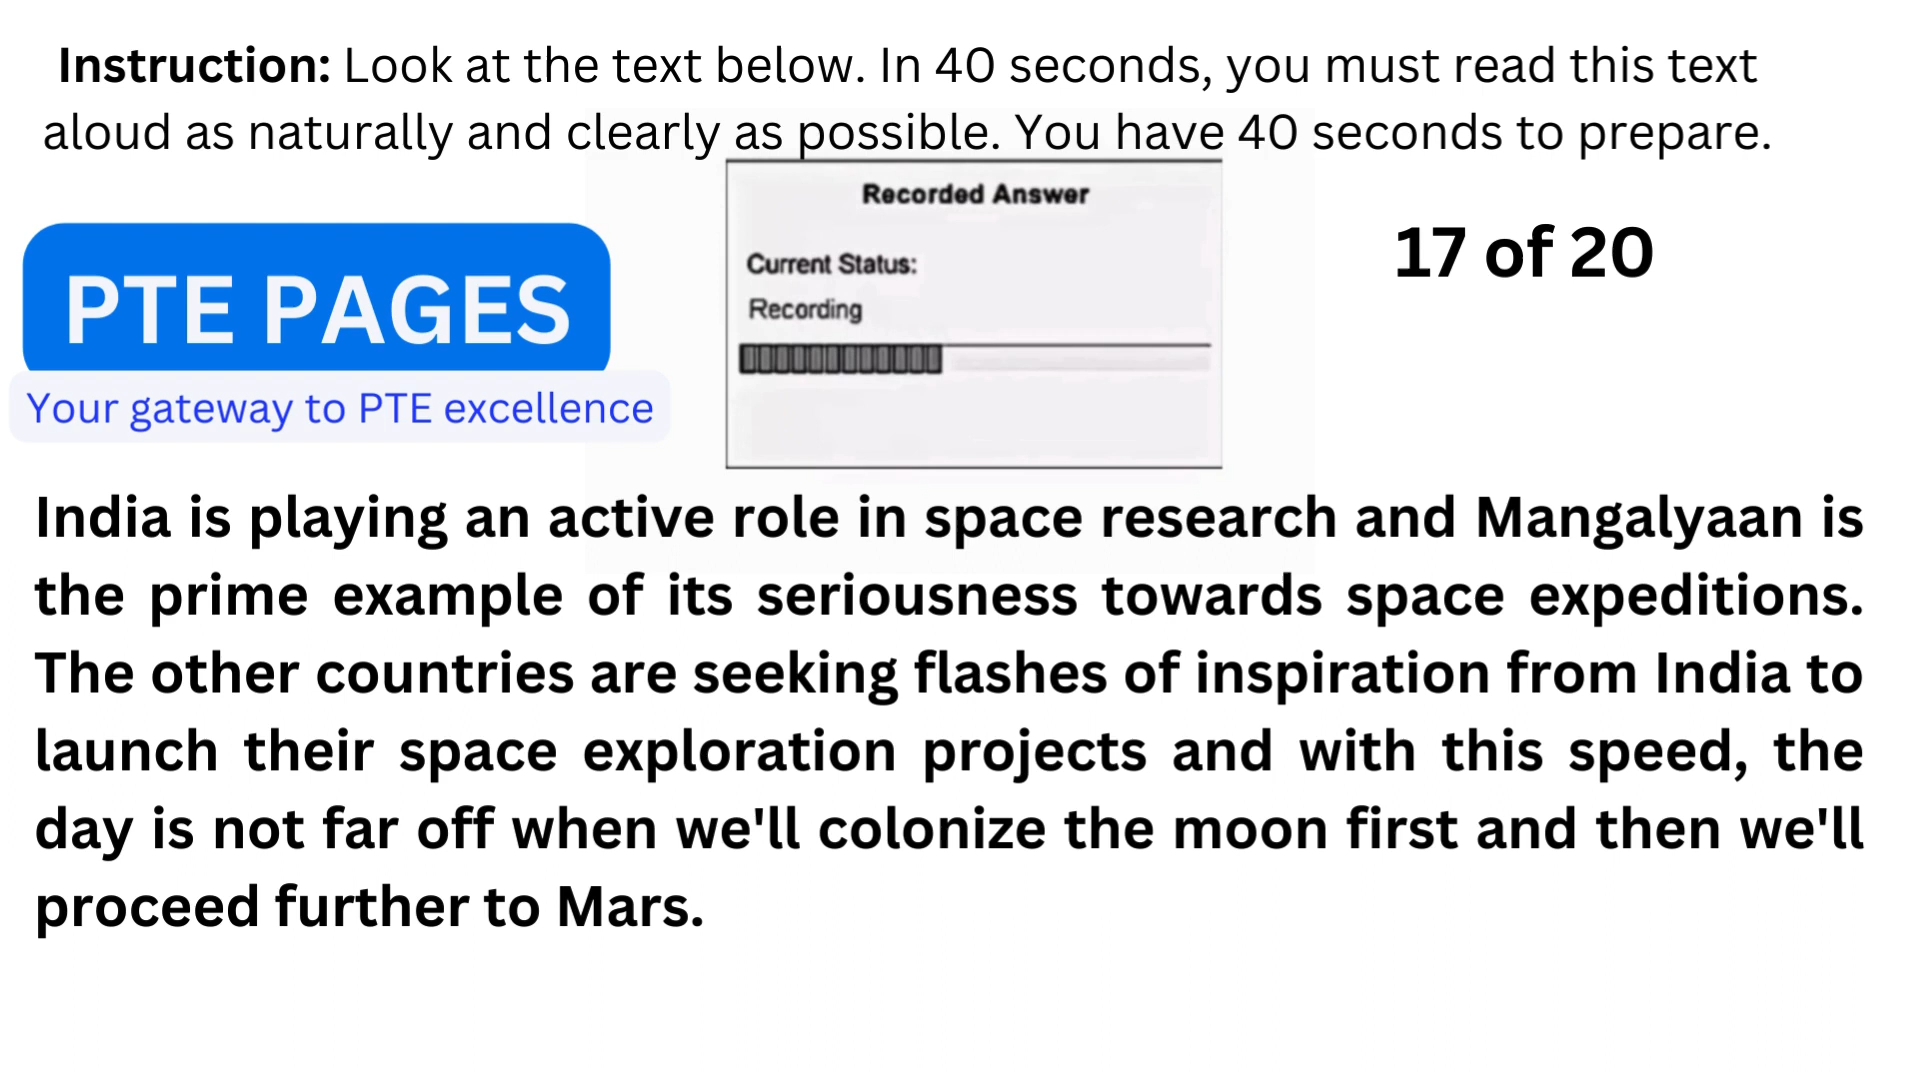 Instruction: Look at the text below. In 40 seconds, you must read this text
aloud as naturally and clearly as possible. You have 40 seconds to prepare.
Recorded Answer
Current Status:
Recording
17 of 20
PTE PAGES
Your gateway to PTE excellence
India is playing an active role in space research and Mangalyaan is
the prime example of its seriousness towards space expeditions.
The other countries are seeking flashes of inspiration from India to
launch their space exploration projects and with this speed, the
day is not far off when we'll colonize the moon first and then we'll
proceed further to Mars.